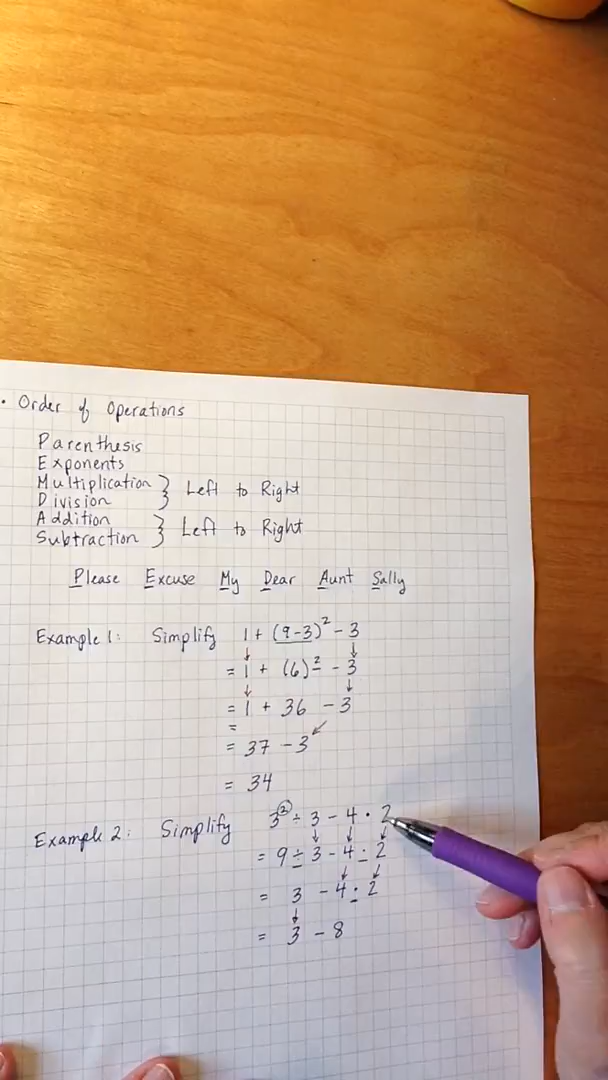 • Order of Operations
Parenthesis
Exponents
Multiplication } Left to Right
Division
Addition } Left to Right
Subtraction
Please Excuse My Dear Aunt Sally
Example 1: Simplify 1 + (9-3)² - 3
= 1 + (6)² - 3
= 1 + 36 - 3
=
= 37 - 3
= 34
Example 2: Simplify 3² ÷ 3 - 4 · 2
= 9 ÷ 3 - 4 · 2
= 3 - 4 · 2
= 3 - 8